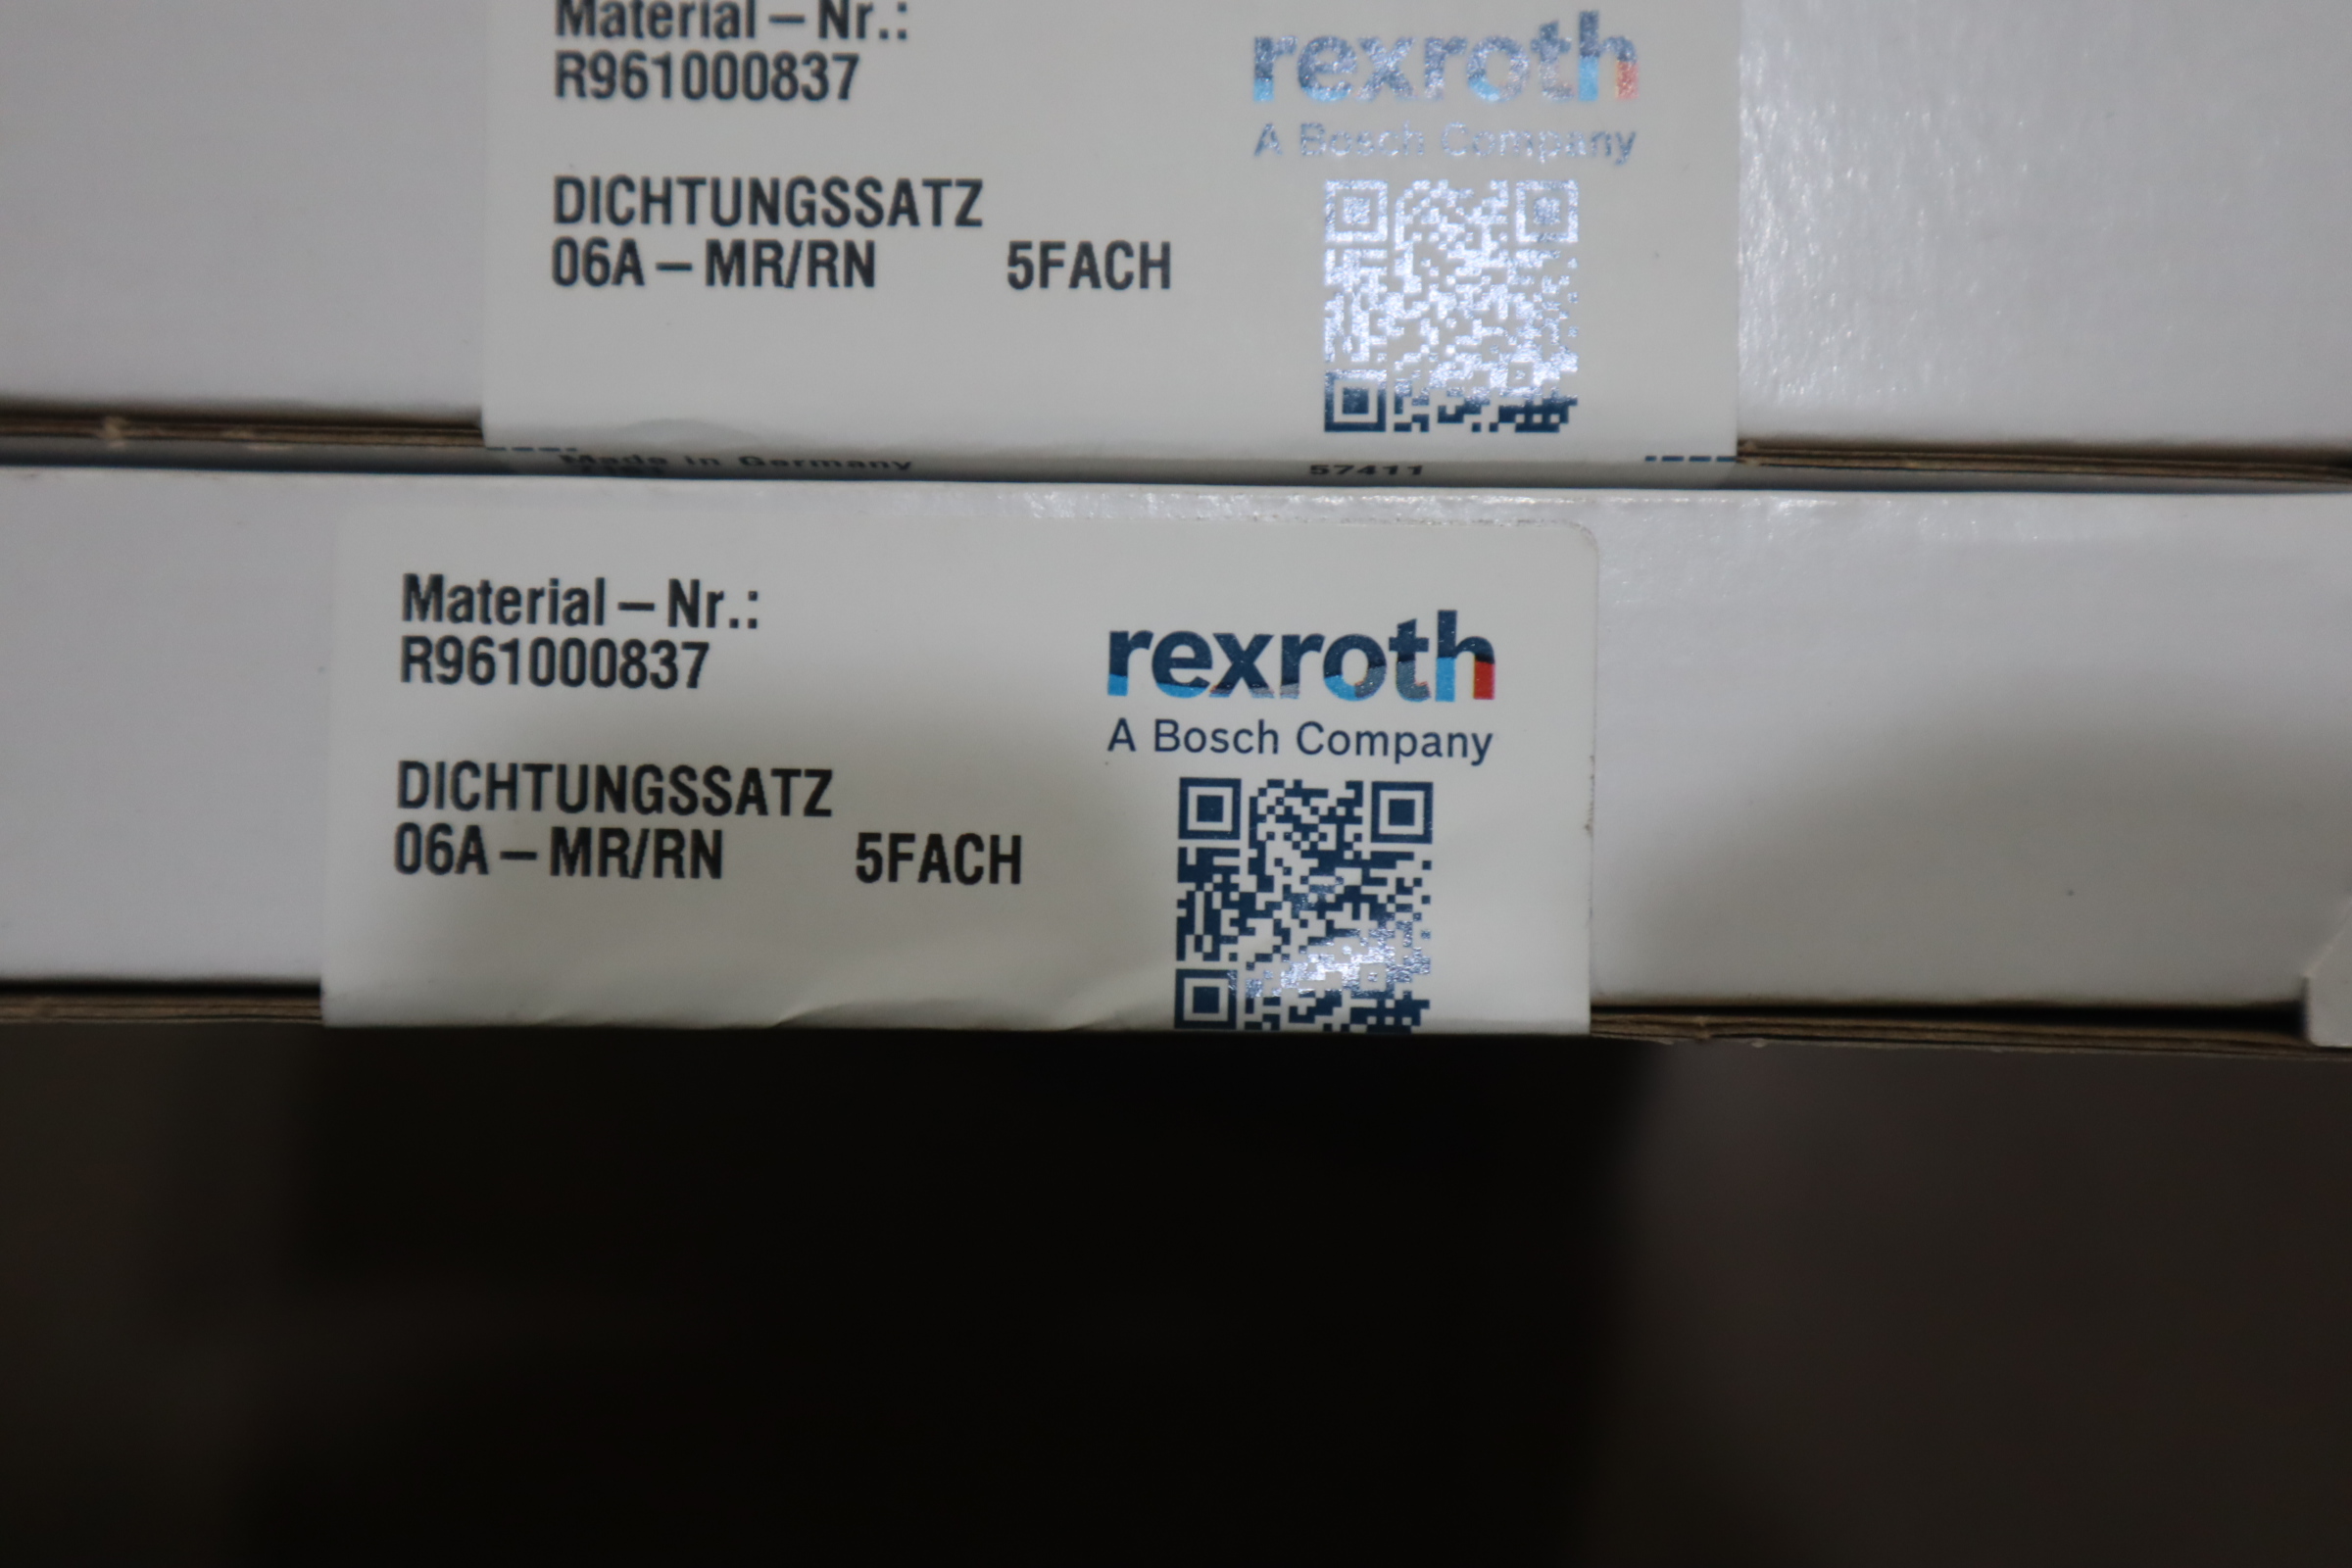 Material – Nr.:
R961000837
rexroth
A Bosch Company
DICHTUNGSSATZ
06A – MR/RN 5FACH
Made in Germany
57411
Material – Nr.:
R961000837
rexroth
A Bosch Company
DICHTUNGSSATZ
06A – MR/RN 5FACH